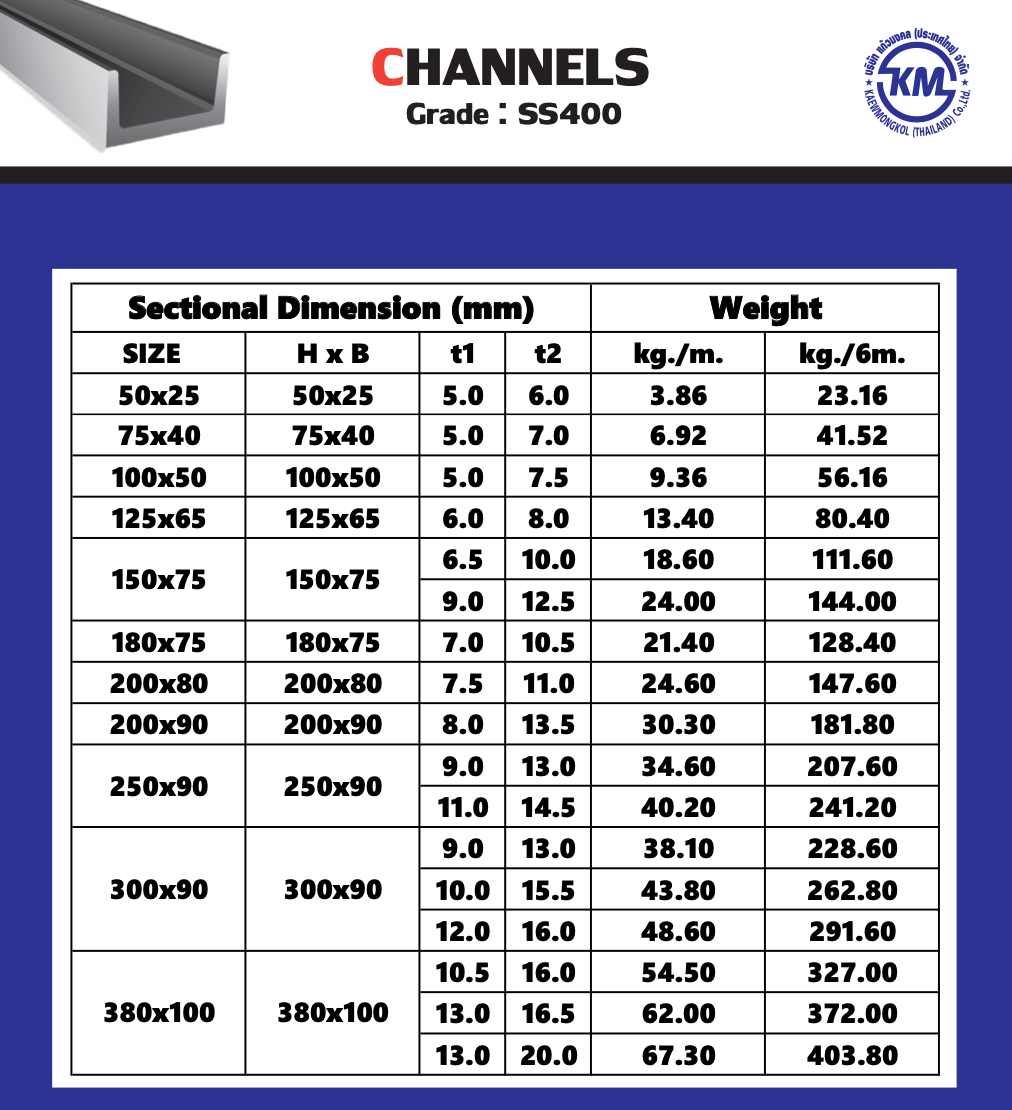 CHANNELS
Grade : SS400
บริษัท แก้วมงคล (ประเทศไทย) จำกัด
KM
KAEWMONGKOL (THAILAND) Co.,Ltd.
Sectional Dimension (mm) Weight
SIZE H x B t1 t2 kg./m. kg./6m.
50x25 50x25 5.0 6.0 3.86 23.16
75x40 75x40 5.0 7.0 6.92 41.52
100x50 100x50 5.0 7.5 9.36 56.16
125x65 125x65 6.0 8.0 13.40 80.40
150x75 150x75 6.5 10.0 18.60 111.60
9.0 12.5 24.00 144.00
180x75 180x75 7.0 10.5 21.40 128.40
200x80 200x80 7.5 11.0 24.60 147.60
200x90 200x90 8.0 13.5 30.30 181.80
250x90 250x90 9.0 13.0 34.60 207.60
11.0 14.5 40.20 241.20
300x90 300x90 9.0 13.0 38.10 228.60
10.0 15.5 43.80 262.80
12.0 16.0 48.60 291.60
380x100 380x100 10.5 16.0 54.50 327.00
13.0 16.5 62.00 372.00
13.0 20.0 67.30 403.80